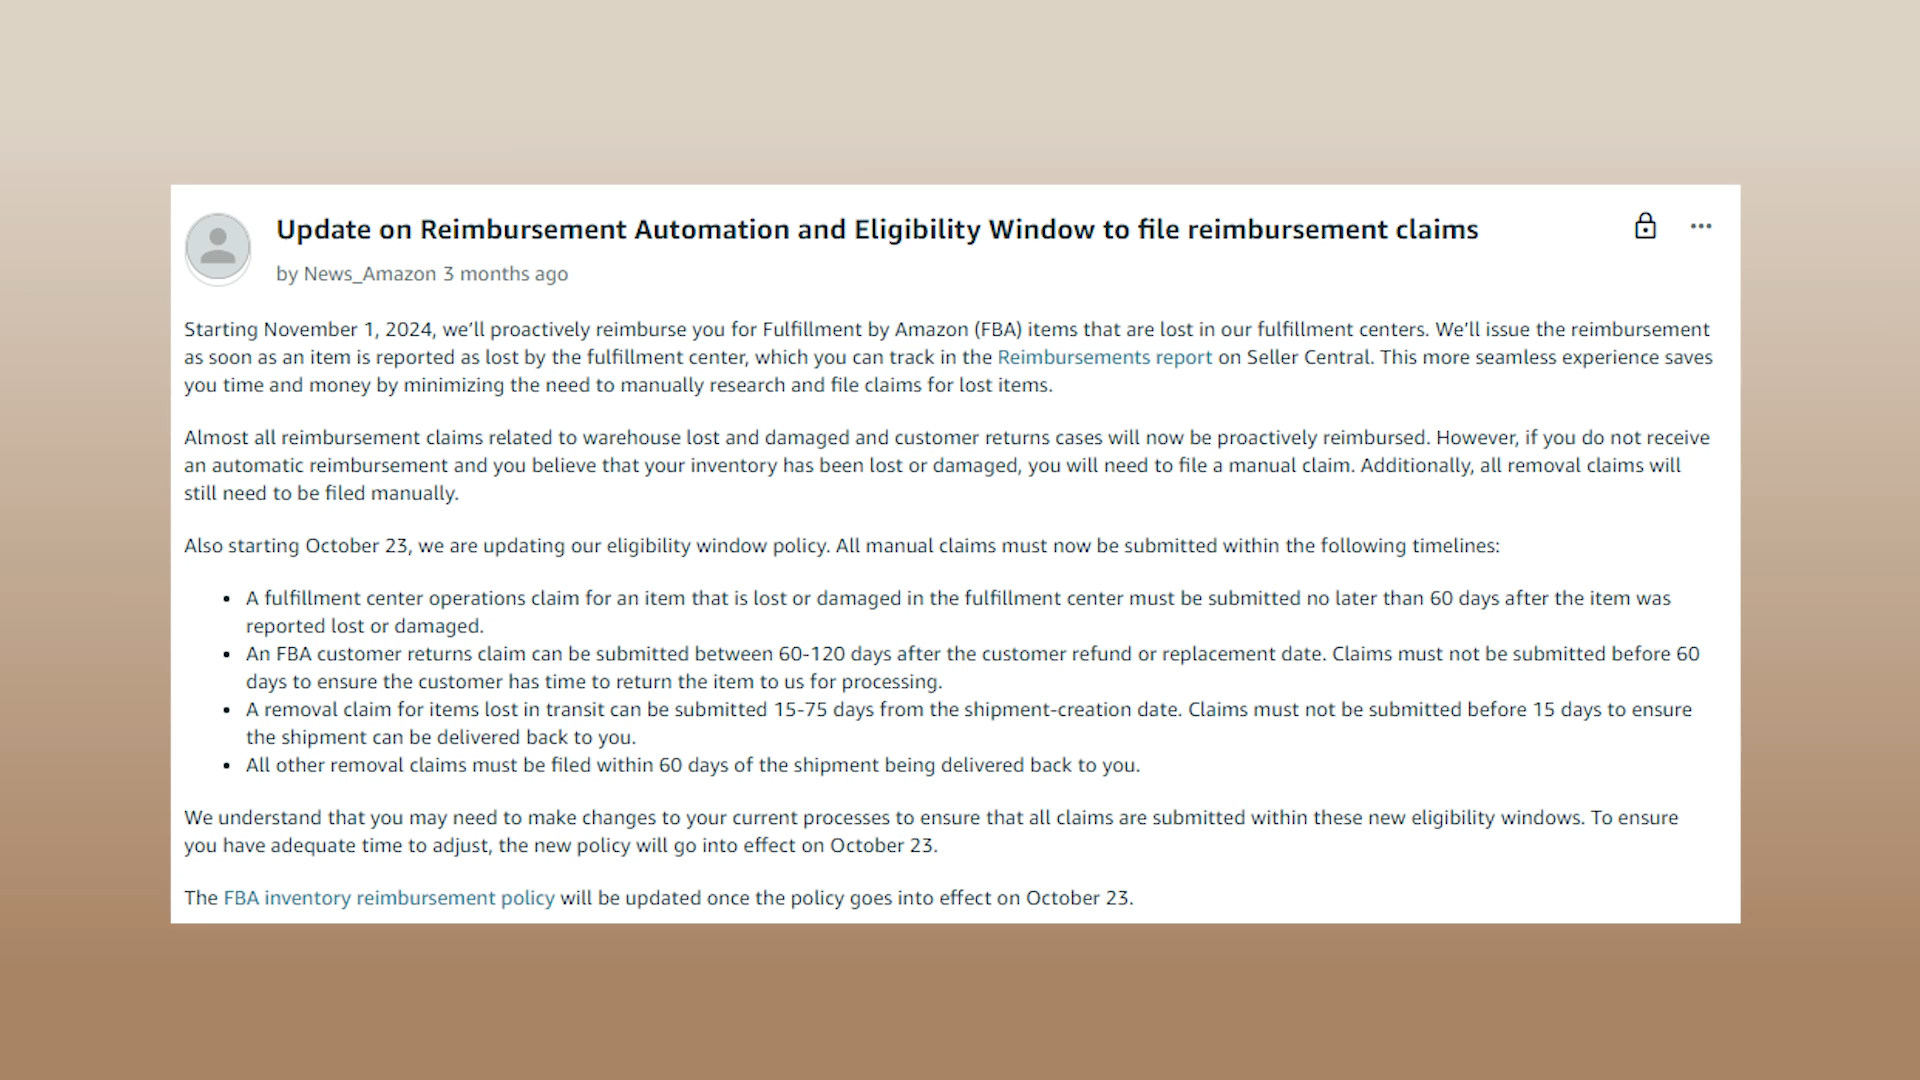 Update on Reimbursement Automation and Eligibility Window to file reimbursement claims
by News_Amazon 3 months ago
Starting November 1, 2024, we’ll proactively reimburse you for Fulfillment by Amazon (FBA) items that are lost in our fulfillment centers. We’ll issue the reimbursement
as soon as an item is reported as lost by the fulfillment center, which you can track in the Reimbursements report on Seller Central. This more seamless experience saves
you time and money by minimizing the need to manually research and file claims for lost items.
Almost all reimbursement claims related to warehouse lost and damaged and customer returns cases will now be proactively reimbursed. However, if you do not receive
an automatic reimbursement and you believe that your inventory has been lost or damaged, you will need to file a manual claim. Additionally, all removal claims will
still need to be filed manually.
Also starting October 23, we are updating our eligibility window policy. All manual claims must now be submitted within the following timelines:
• A fulfillment center operations claim for an item that is lost or damaged in the fulfillment center must be submitted no later than 60 days after the item was
reported lost or damaged.
• An FBA customer returns claim can be submitted between 60-120 days after the customer refund or replacement date. Claims must not be submitted before 60
days to ensure the customer has time to return the item to us for processing.
• A removal claim for items lost in transit can be submitted 15-75 days from the shipment-creation date. Claims must not be submitted before 15 days to ensure
the shipment can be delivered back to you.
• All other removal claims must be filed within 60 days of the shipment being delivered back to you.
We understand that you may need to make changes to your current processes to ensure that all claims are submitted within these new eligibility windows. To ensure
you have adequate time to adjust, the new policy will go into effect on October 23.
The FBA inventory reimbursement policy will be updated once the policy goes into effect on October 23.